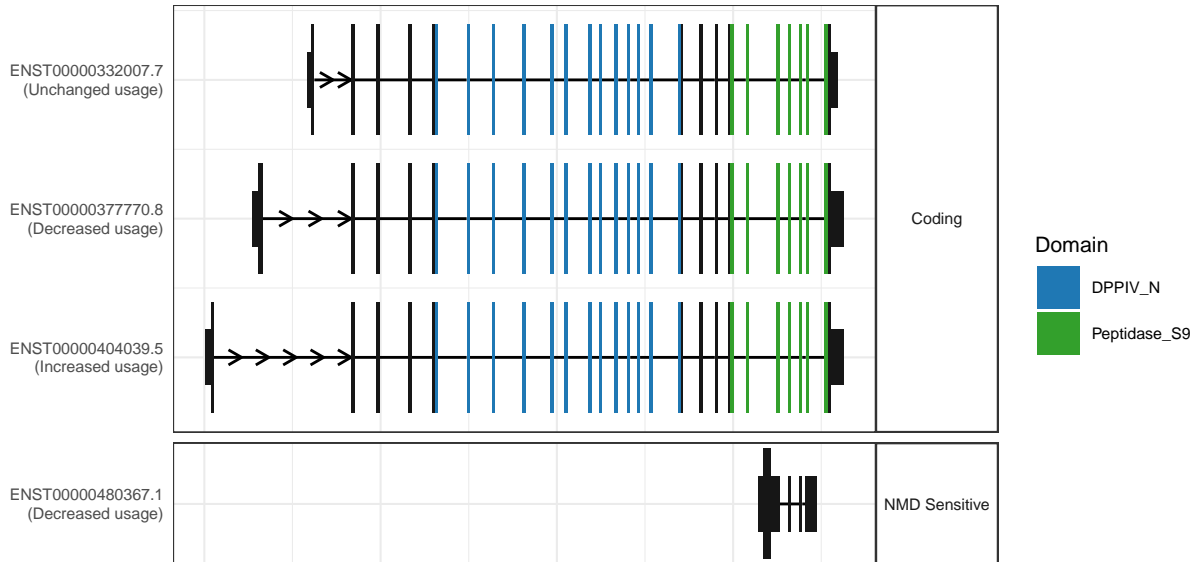 ENST00000332007.7
(Unchanged usage)
ENST00000377770.8
(Decreased usage)
Coding
ENST00000404039.5
(Increased usage)
ENST00000480367.1
(Decreased usage)
NMD Sensitive
Domain
DPPIV_N
Peptidase_S9